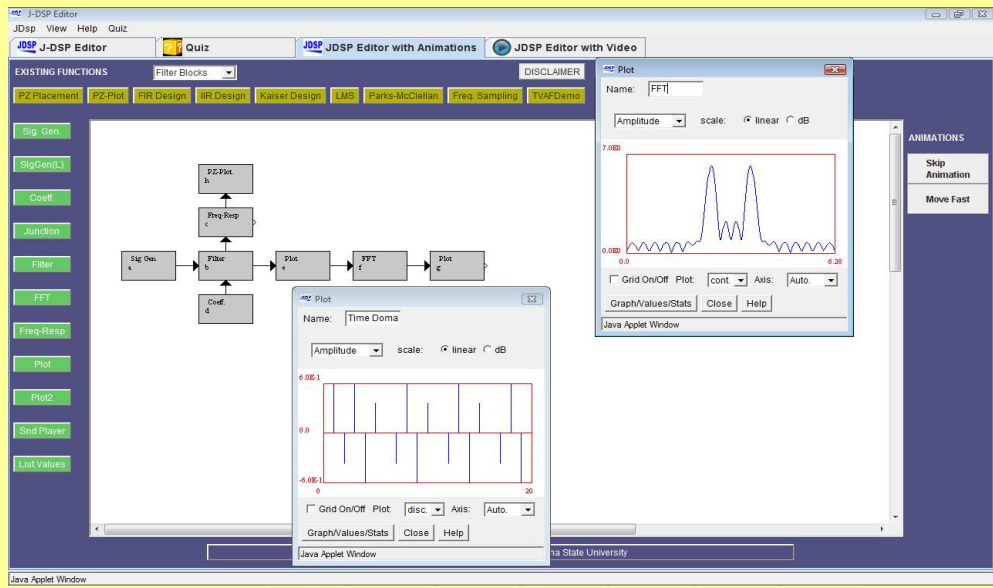 J-DSP Editor
JDsp View Help Quiz
JDSP J-DSP Editor
? ? Quiz
JDSP JDSP Editor with Animations
JDSP Editor with Video
EXISTING FUNCTIONS
Filter Blocks
DISCLAIMER
PZ Placement
PZ-Plot
FIR Design
IIR Design
Kaiser Design
LMS
Parks-McClellan
Freq. Sampling
TVAFDemo
Sig. Gen.
SigGen(L)
Coeff.
Junction
Filter
FFT
Freq-Resp
Plot
Plot2
Snd Player
List Values
PZ-Plot
h
Freq-Resp
c
Sig Gen
a
Filter
b
Plot
e
FFT
f
Plot
g
Coeff.
d
Plot
Name: Time Doma
Amplitude scale: linear dB
6.0E-1
0.0
-6.0E-1
0 20
Grid On/Off Plot: disc. Axis: Auto.
Graph/Values/Stats Close Help
Java Applet Window
JDSP Plot
Name: FFT
Amplitude scale: linear dB
7.0E0
0.0E0
0.0 6.28
Grid On/Off Plot: cont. Axis: Auto.
Graph/Values/Stats Close Help
Java Applet Window
ANIMATIONS
Skip
Animation
Move Fast
na State University
Java Applet Window